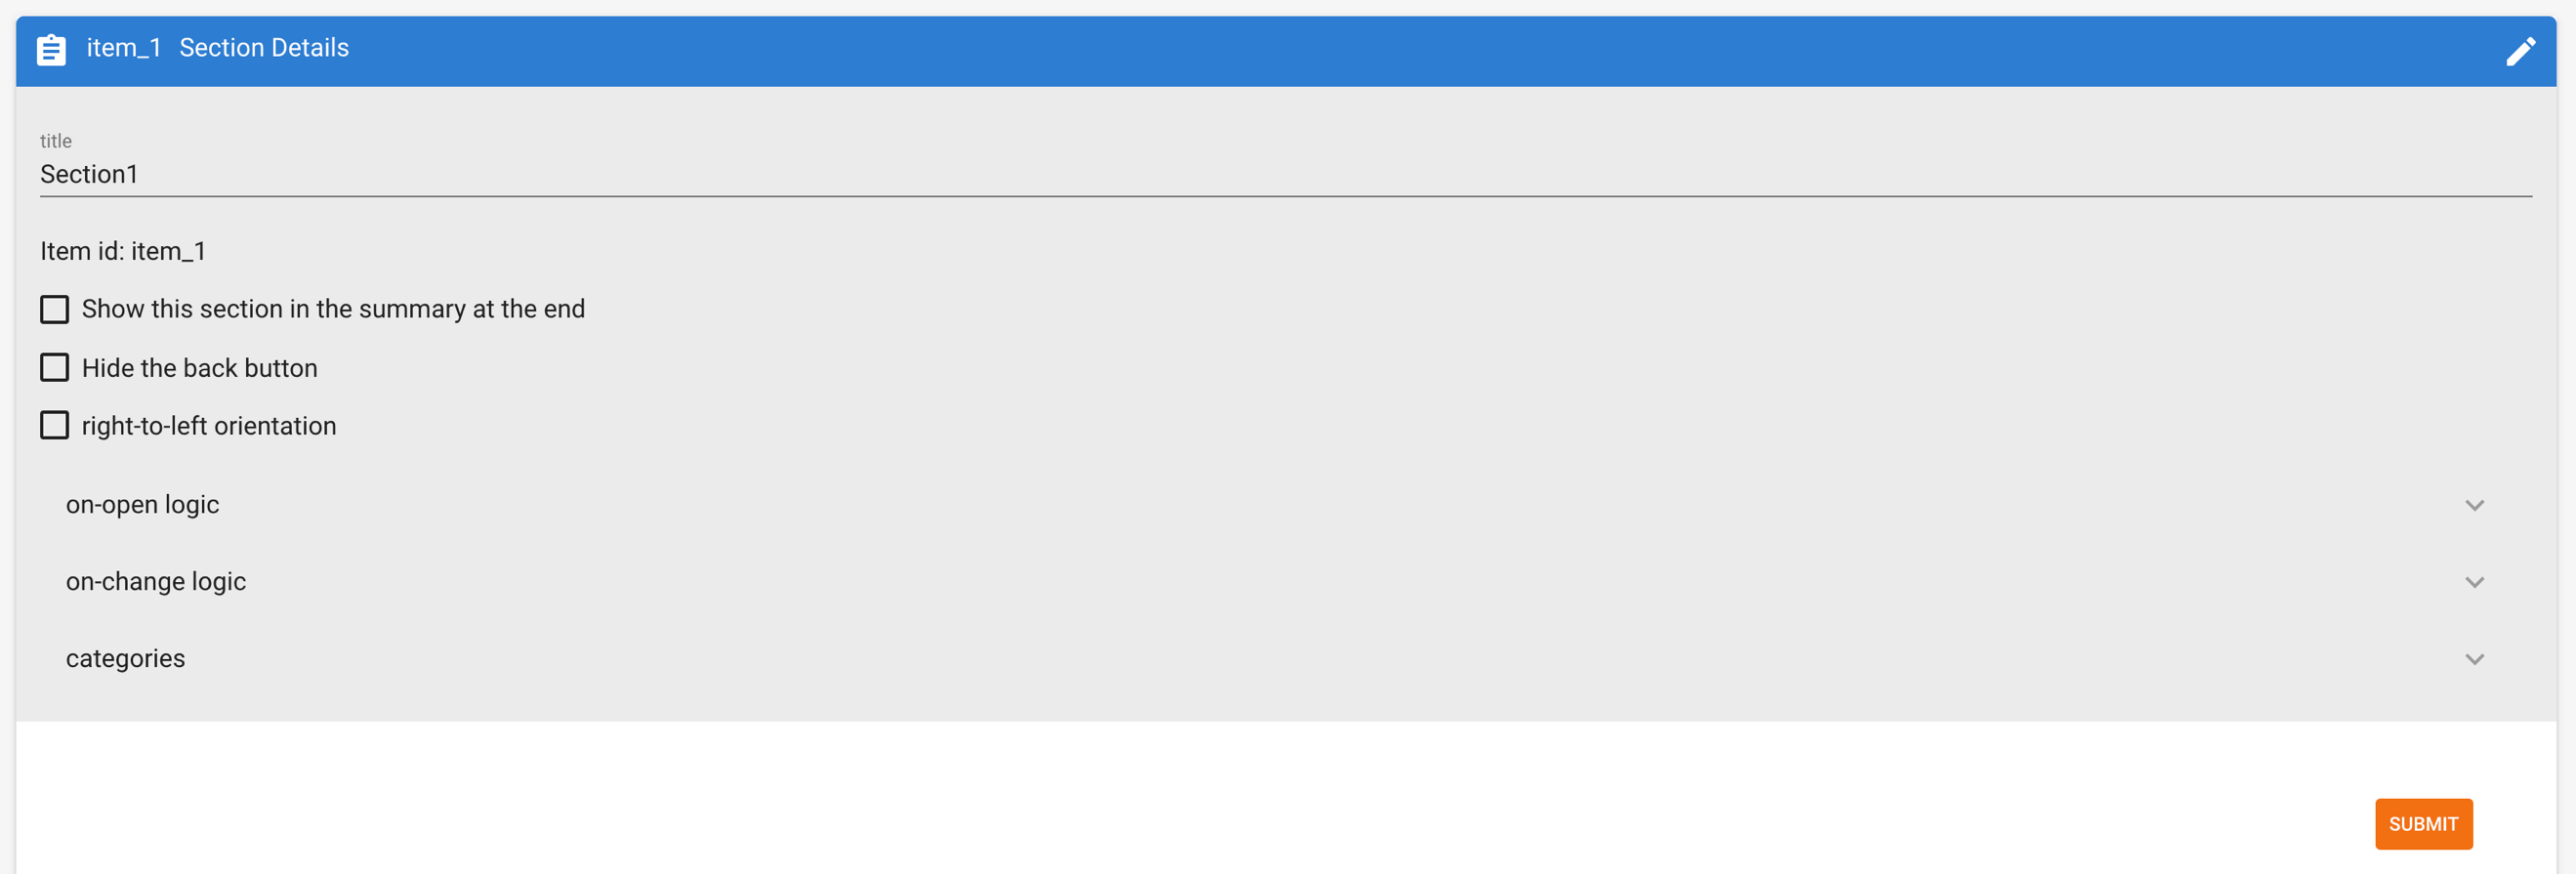 item_1 Section Details
title
Section1
Item id: item_1
Show this section in the summary at the end
Hide the back button
right-to-left orientation
on-open logic
on-change logic
categories
SUBMIT